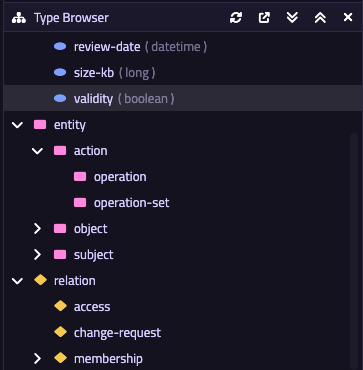 Type Browser
review-date ( datetime )
size-kb ( long )
validity ( boolean )
entity
action
operation
operation-set
object
subject
relation
access
change-request
membership